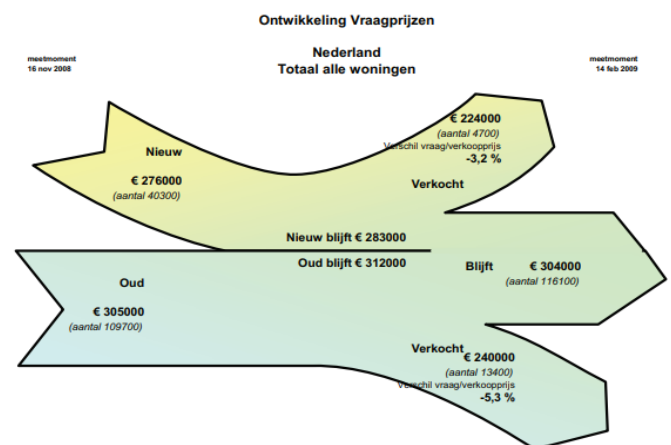 Ontwikkeling Vraagprijzen
Nederland
Totaal alle woningen
meetmoment
16 nov 2008
meetmoment
14 feb 2009
€ 224000
(aantal 4700)
Verschil vraag/verkoopprijs
-3,2 %
Verkocht
Nieuw
€ 276000
(aantal 40300)
Nieuw blijft € 283000
Oud blijft € 312000
Blijft € 304000
(aantal 116100)
Oud
€ 305000
(aantal 109700)
Verkocht
€ 240000
(aantal 13400)
Verschil vraag/verkoopprijs
-5,3 %